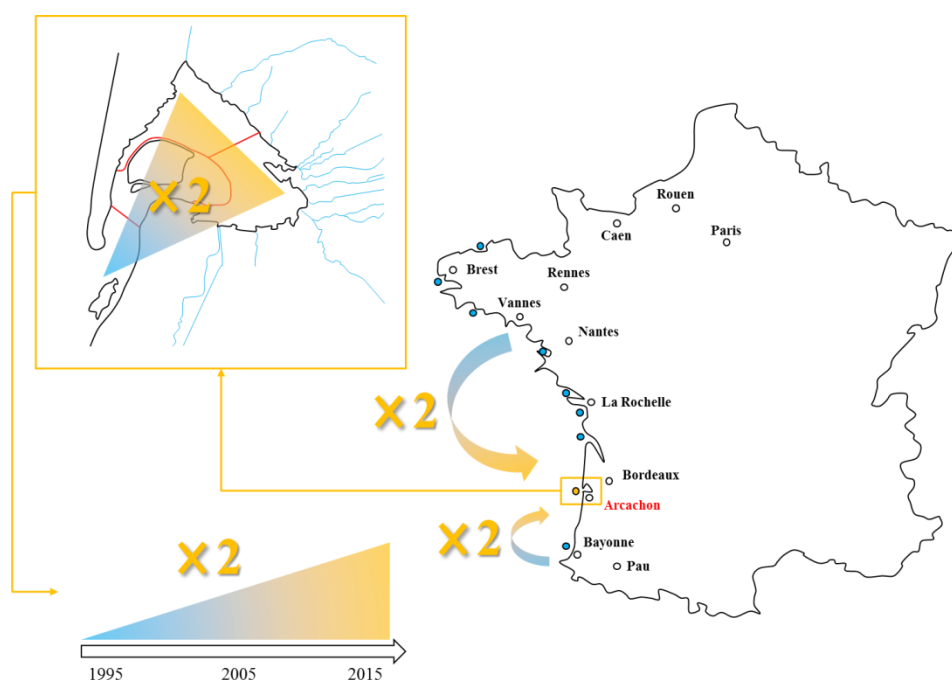 ×2
Rouen
Caen
Paris
Brest
Rennes
Vannes
Nantes
×2
La Rochelle
Bordeaux
Arcachon
×2
×2
Bayonne
Pau
1995
2005
2015